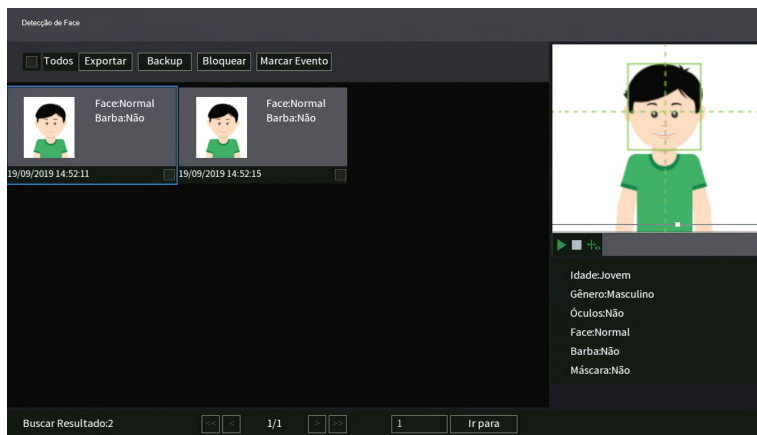 Detecção de Face
Todos Exportar Backup Bloquear Marcar Evento
Face:Normal
Barba:Não
19/09/2019 14:52:11
Face:Normal
Barba:Não
19/09/2019 14:52:15
Idade:Jovem
Gênero:Masculino
Óculos:Não
Face:Normal
Barba:Não
Máscara:Não
Buscar Resultado:2 << < 1/1 > >> 1 Ir para